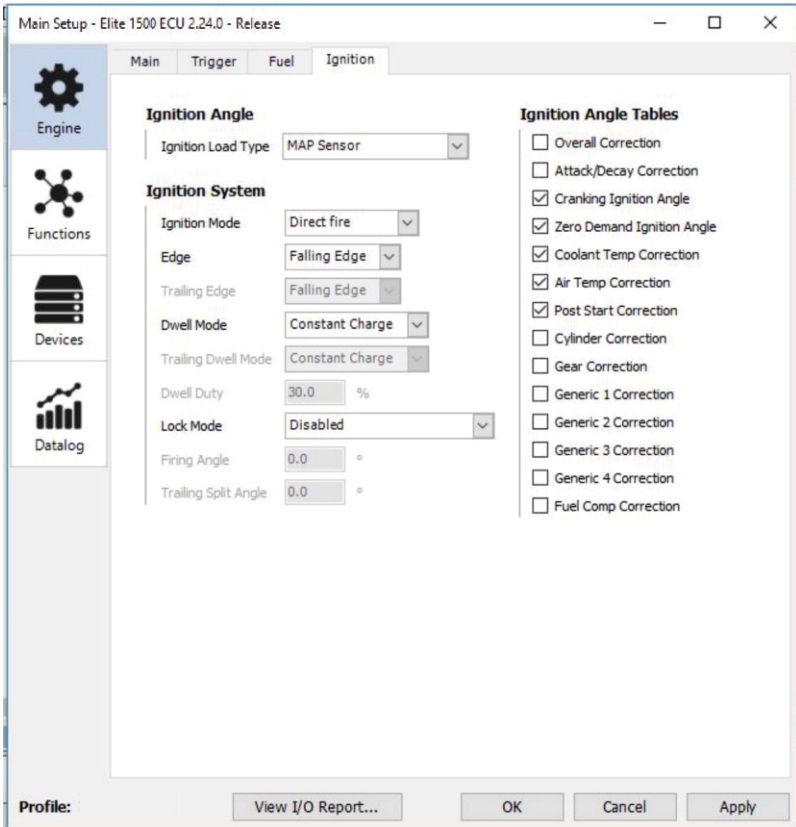 Main Setup - Elite 1500 ECU 2.24.0 - Release
Engine
Functions
Devices
Datalog
Main Trigger Fuel Ignition
Ignition Angle
Ignition Load Type MAP Sensor
Ignition System
Ignition Mode Direct fire
Edge Falling Edge
Trailing Edge Falling Edge
Dwell Mode Constant Charge
Trailing Dwell Mode Constant Charge
Dwell Duty 30.0 %
Lock Mode Disabled
Firing Angle 0.0 °
Trailing Split Angle 0.0 °
Ignition Angle Tables
Overall Correction
Attack/Decay Correction
Cranking Ignition Angle
Zero Demand Ignition Angle
Coolant Temp Correction
Air Temp Correction
Post Start Correction
Cylinder Correction
Gear Correction
Generic 1 Correction
Generic 2 Correction
Generic 3 Correction
Generic 4 Correction
Fuel Comp Correction
Profile: View I/O Report... OK Cancel Apply